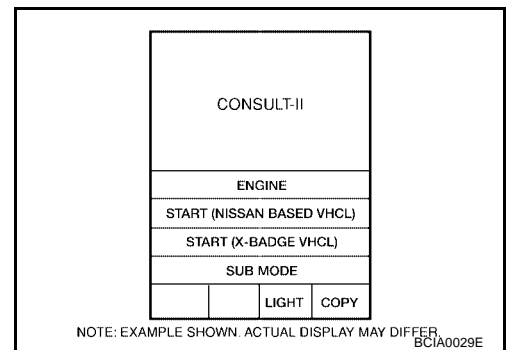 CONSULT-II
ENGINE
START (NISSAN BASED VHCL)
START (X-BADGE VHCL)
SUB MODE
LIGHT COPY
NOTE: EXAMPLE SHOWN. ACTUAL DISPLAY MAY DIFFER.
BCIA0029E